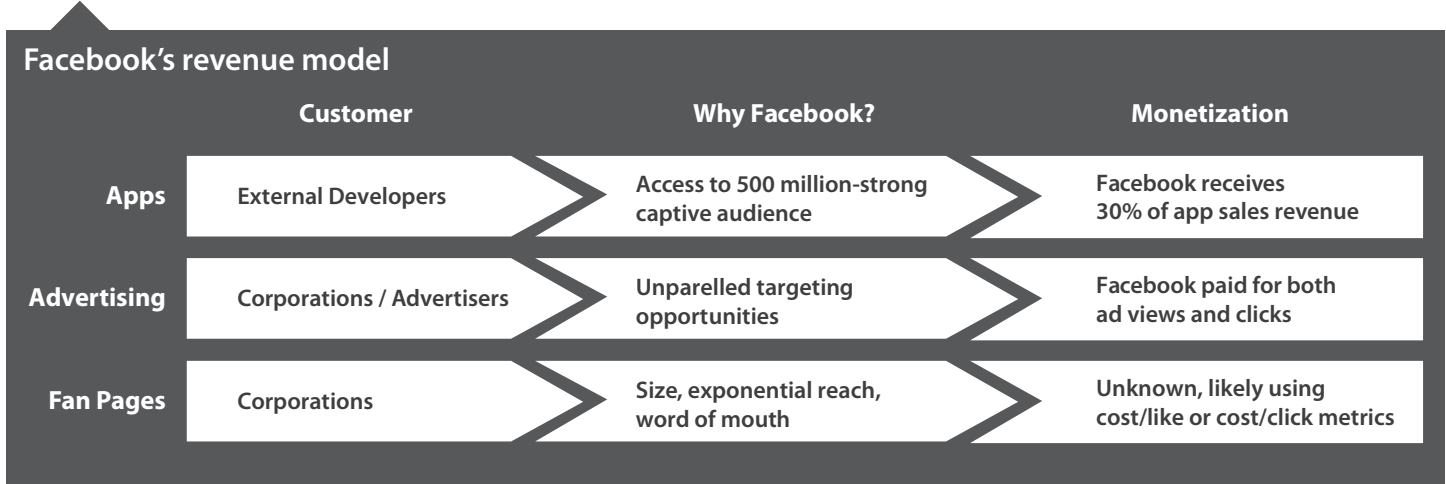 Facebook’s revenue model
Customer Why Facebook? Monetization
Apps External Developers Access to 500 million-strong captive audience Facebook receives 30% of app sales revenue
Advertising Corporations / Advertisers Unparelled targeting opportunities Facebook paid for both ad views and clicks
Fan Pages Corporations Size, exponential reach, word of mouth Unknown, likely using cost/like or cost/click metrics